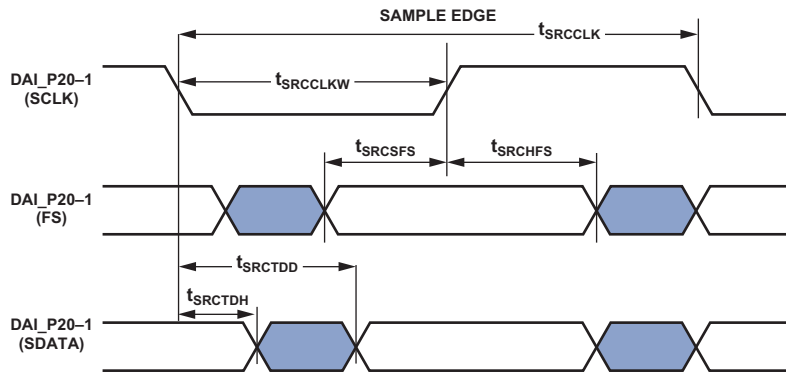 SAMPLE EDGE
tSRCCLK
DAI_P20–1
(SCLK)
tSRCCLKW
tSRCSFS
tSRCHFS
DAI_P20–1
(FS)
tSRCTDD
tSRCTDH
DAI_P20–1
(SDATA)